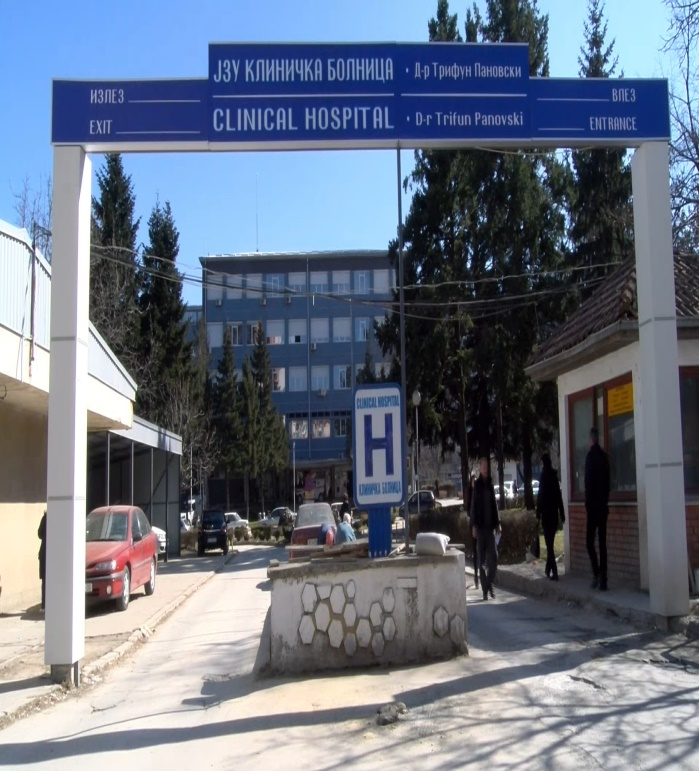 ЈЗУ КЛИНИЧКА БОЛНИЦА • Д-р Трифун Пановски
CLINICAL HOSPITAL • D-r Trifun Panovski
ИЗЛЕЗ
EXIT
ВЛЕЗ
ENTRANCE
CLINICAL HOSPITAL
H
КЛИНИЧКА БОЛНИЦА